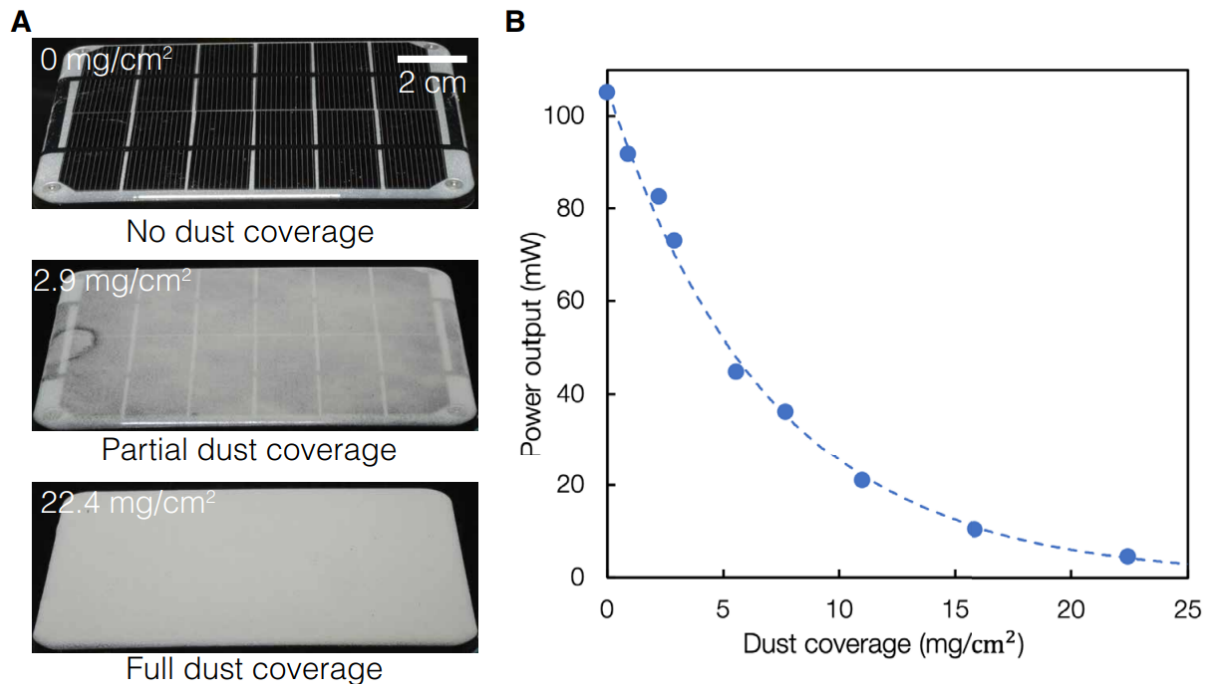 A
0 mg/cm²
2 cm
No dust coverage
2.9 mg/cm²
Partial dust coverage
22.4 mg/cm²
Full dust coverage
B
Power output (mW)
100
80
60
40
20
0
0 5 10 15 20 25
Dust coverage (mg/cm²)